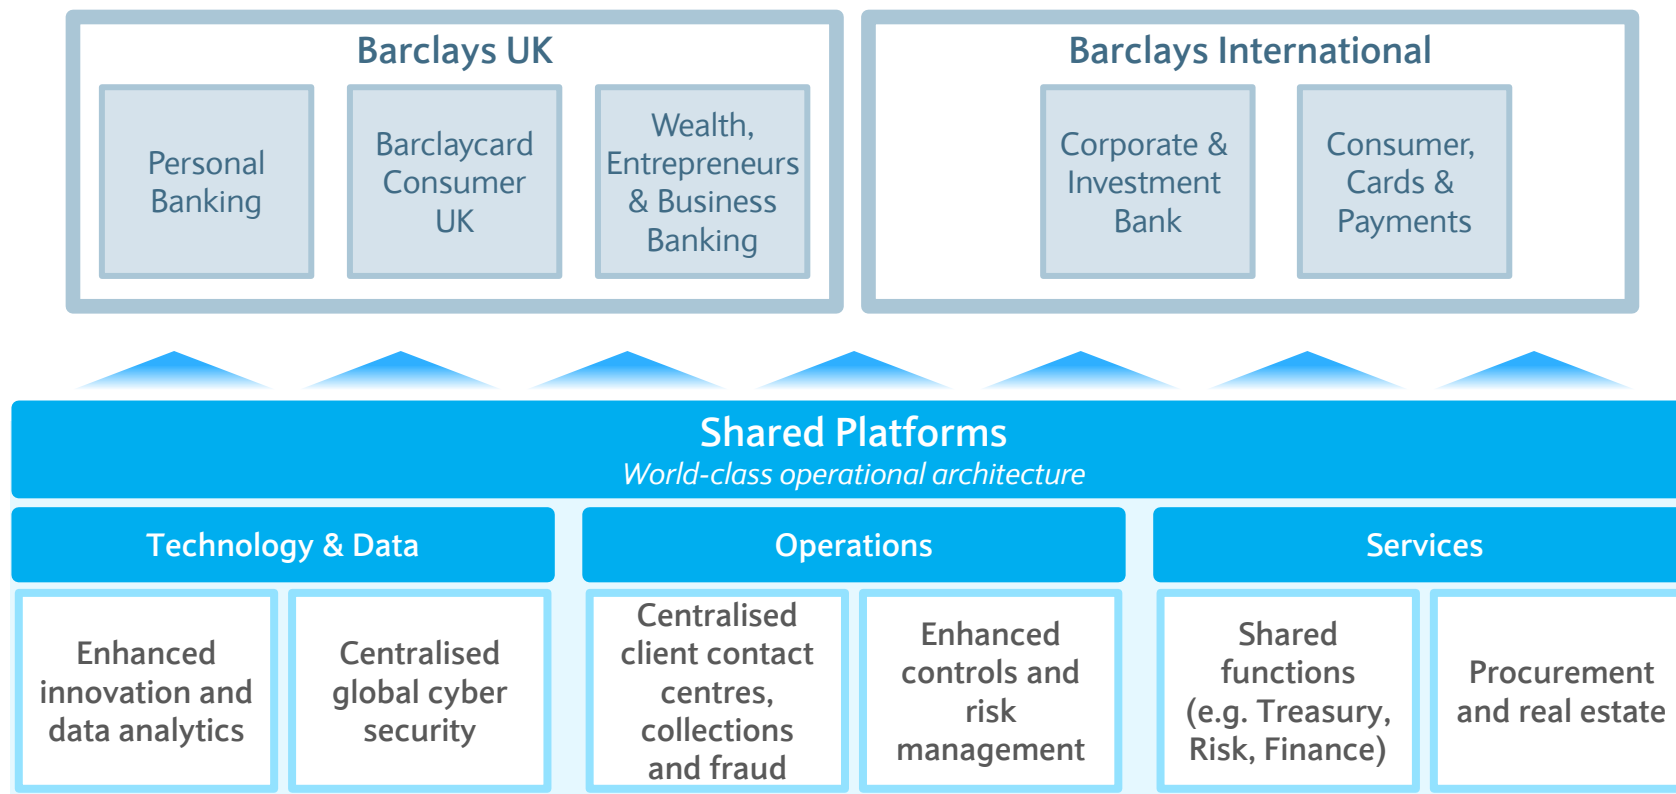 Barclays UK
Personal
Banking
Barclaycard
Consumer
UK
Wealth,
Entrepreneurs
& Business
Banking
Barclays International
Corporate &
Investment
Bank
Consumer,
Cards &
Payments
Shared Platforms
World-class operational architecture
Technology & Data
Enhanced
innovation and
data analytics
Centralised
global cyber
security
Operations
Centralised
client contact
centres,
collections
and fraud
Enhanced
controls and
risk
management
Services
Shared
functions
(e.g. Treasury,
Risk, Finance)
Procurement
and real estate